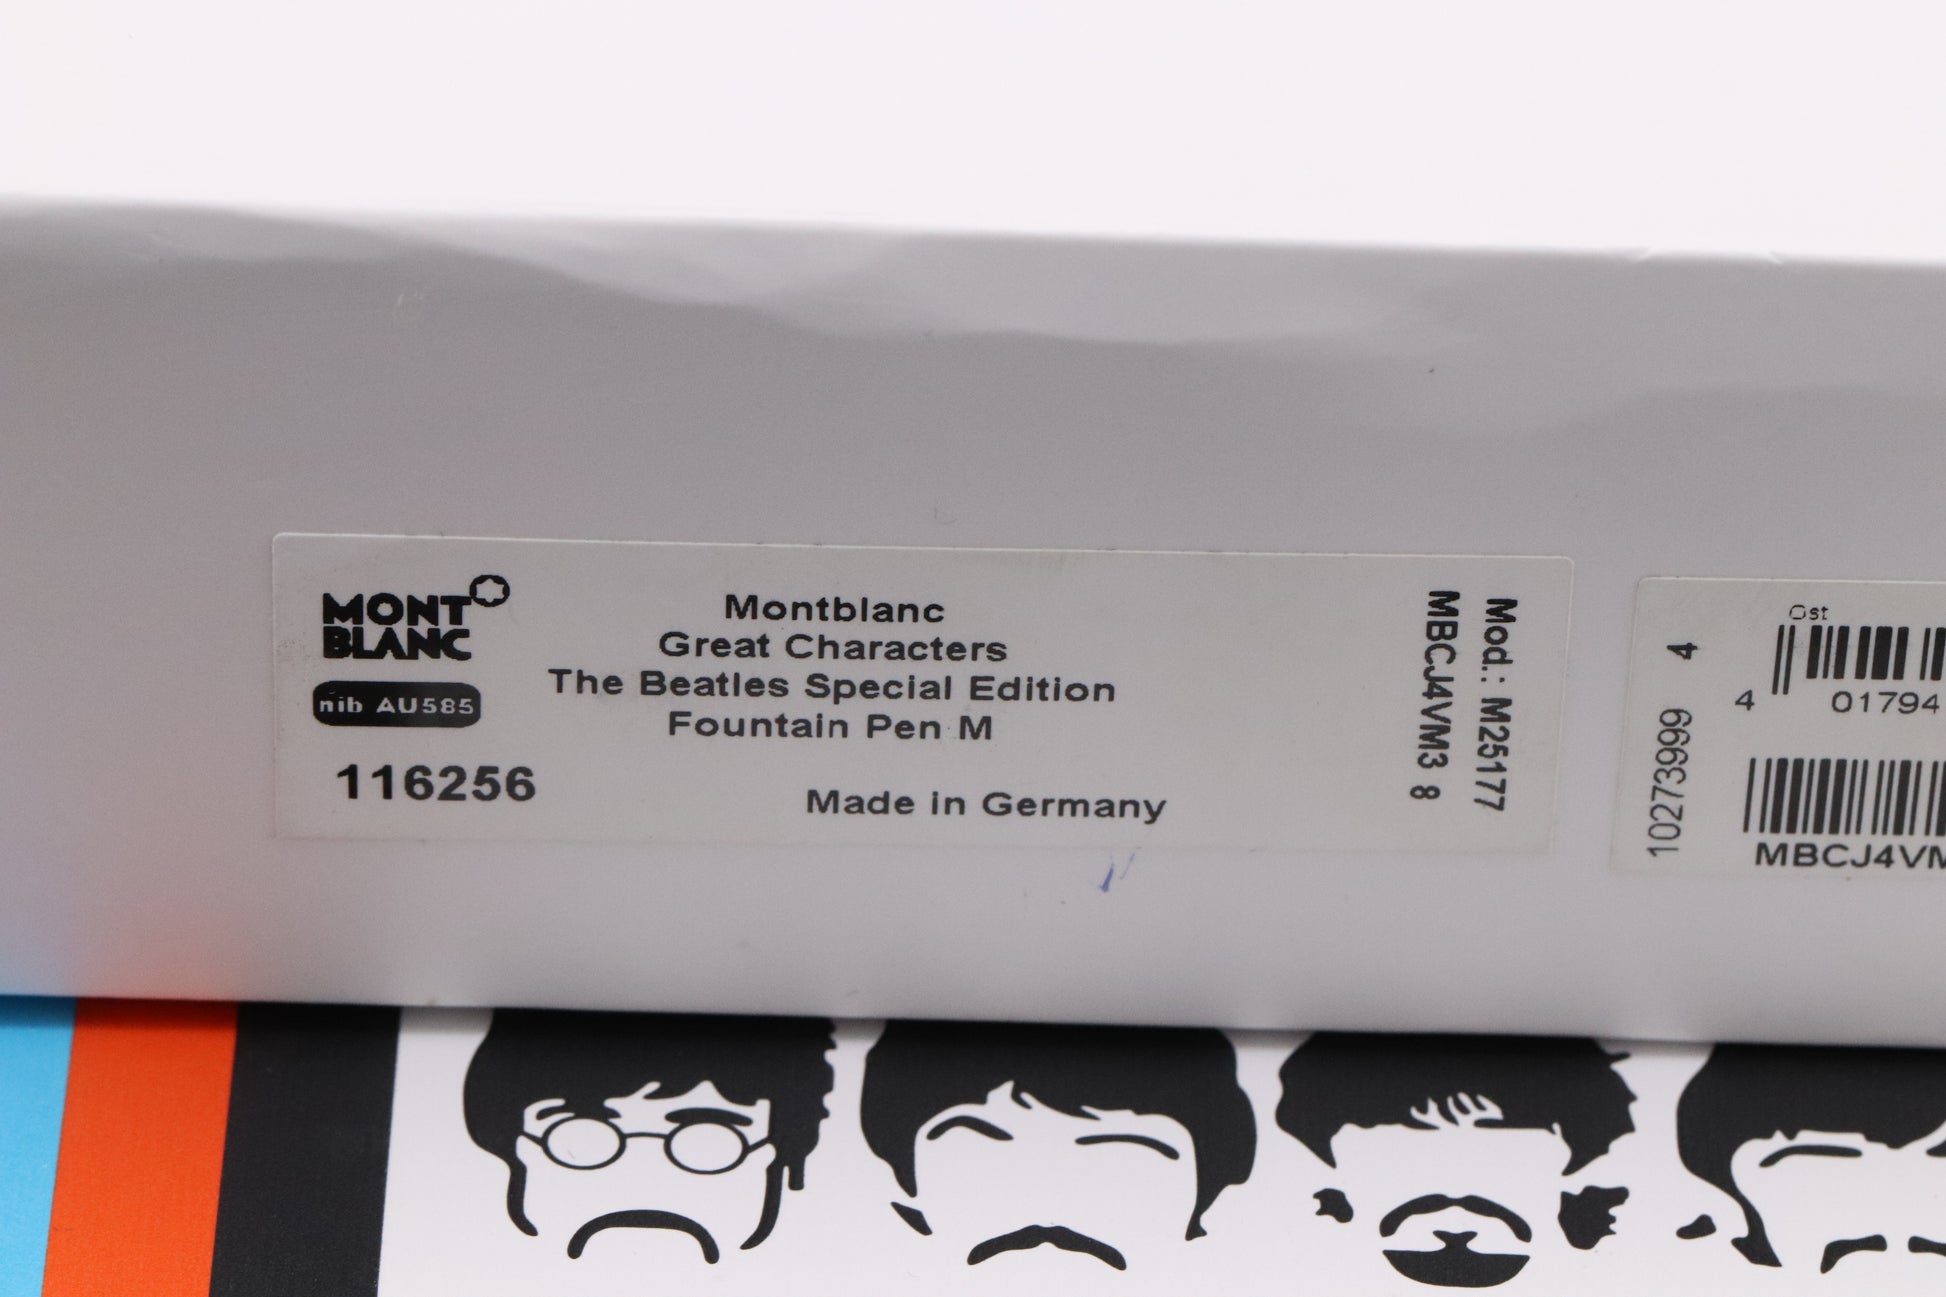 MONT
BLANC
nib AU585
116256
Montblanc
Great Characters
The Beatles Special Edition
Fountain Pen M
Made in Germany
MBCJ4VM3 8
Mod.: M25177
10273999 4
Gst
4 01794
MBCJ4VM